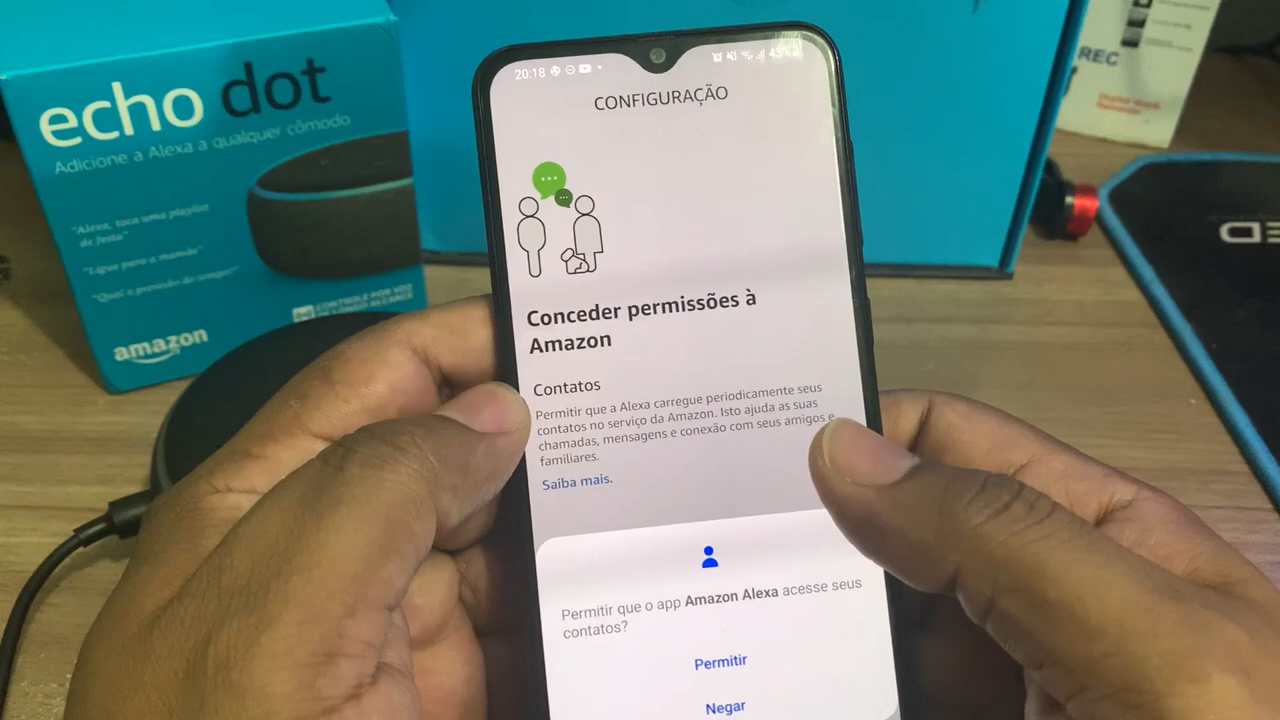 echo dot
Adicione a Alexa a qualquer cômodo
"Alexa, toca uma playlist
de festa"
"Ligue para a mamãe"
"Qual a previsão do tempo?"
CONTROLE POR VOZ
amazon
20:18
CONFIGURAÇÃO
Conceder permissões à
Amazon
Contatos
Permitir que a Alexa carregue periodicamente seus
contatos no serviço da Amazon. Isto ajuda as suas
chamadas, mensagens e conexão com seus amigos e
familiares.
Saiba mais.
Permitir que o app Amazon Alexa acesse seus
contatos?
Permitir
Negar
REC